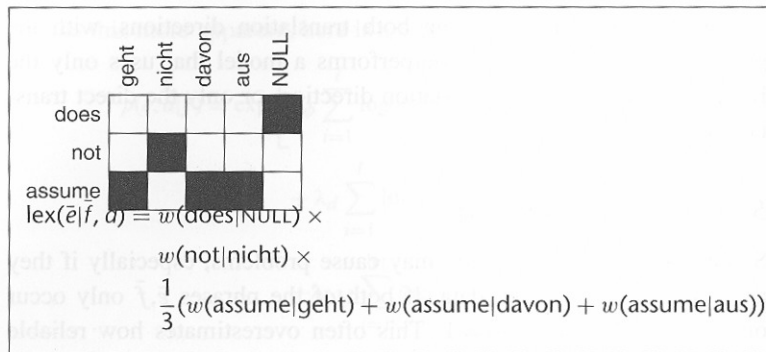 geht nicht davon aus NULL
does
not
assume
lex(ē|f̄, a) = w(does|NULL) ×
w(not|nicht) ×
1/3 (w(assume|geht) + w(assume|davon) + w(assume|aus))